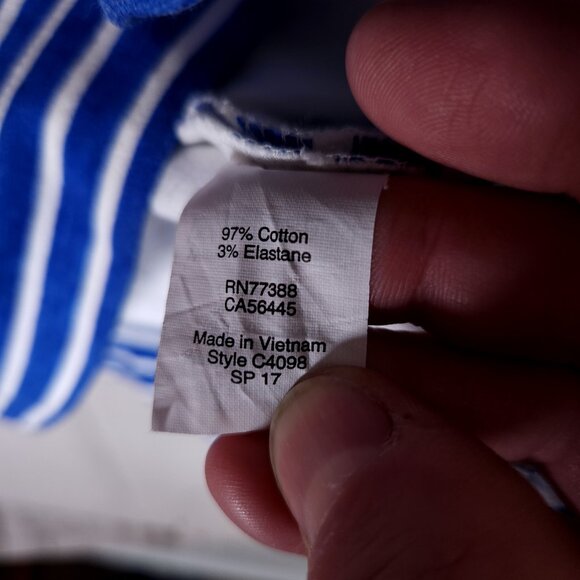 97% Cotton
3% Elastane
RN77388
CA56445
Made in Vietnam
Style C4098
SP 17